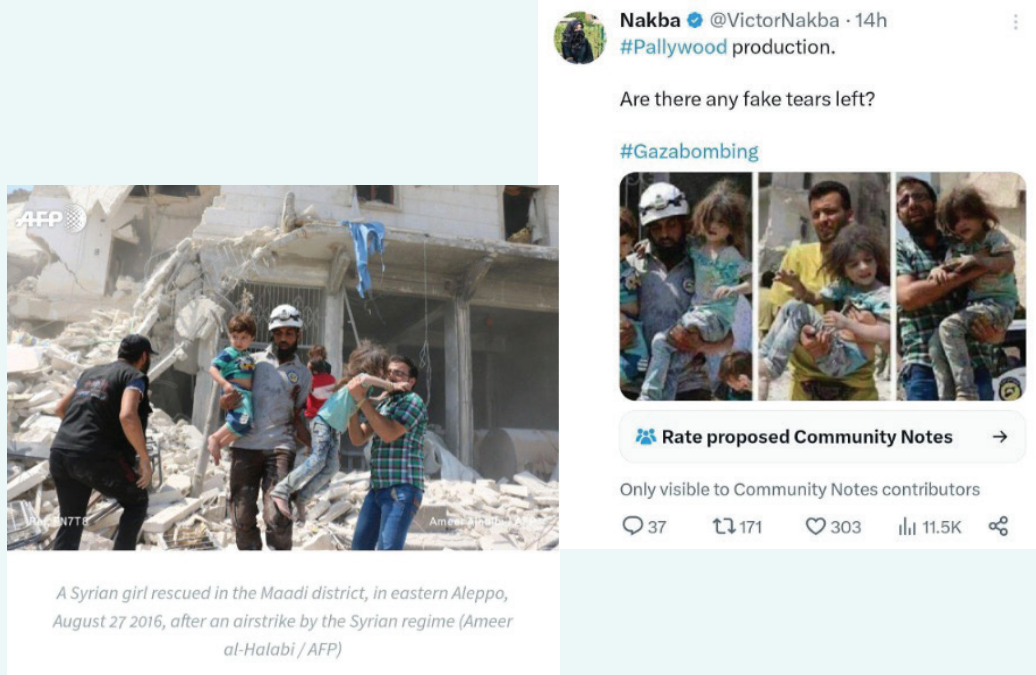 Nakba @VictorNakba · 14h
#Pallywood production.
Are there any fake tears left?
#Gazabombing
Rate proposed Community Notes
Only visible to Community Notes contributors
37 171 303 11.5K
AFP
A Syrian girl rescued in the Maadi district, in eastern Aleppo,
August 27 2016, after an airstrike by the Syrian regime (Ameer
al-Halabi / AFP)